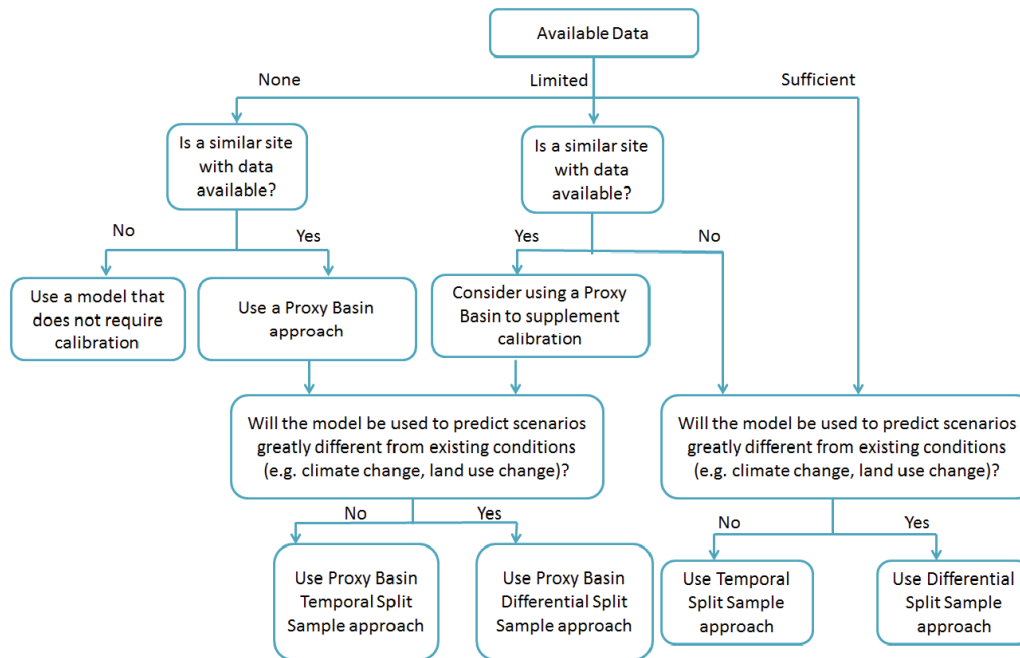 Available Data
None
Limited
Sufficient
Is a similar site
with data
available?
Is a similar site
with data
available?
No
Yes
Yes
No
Use a model that
does not require
calibration
Use a Proxy Basin
approach
Consider using a Proxy
Basin to supplement
calibration
Will the model be used to predict scenarios
greatly different from existing conditions
(e.g. climate change, land use change)?
Will the model be used to predict scenarios
greatly different from existing conditions
(e.g. climate change, land use change)?
No
Yes
No
Yes
Use Proxy Basin
Temporal Split
Sample approach
Use Proxy Basin
Differential Split
Sample approach
Use Temporal
Split Sample
approach
Use Differential
Split Sample
approach